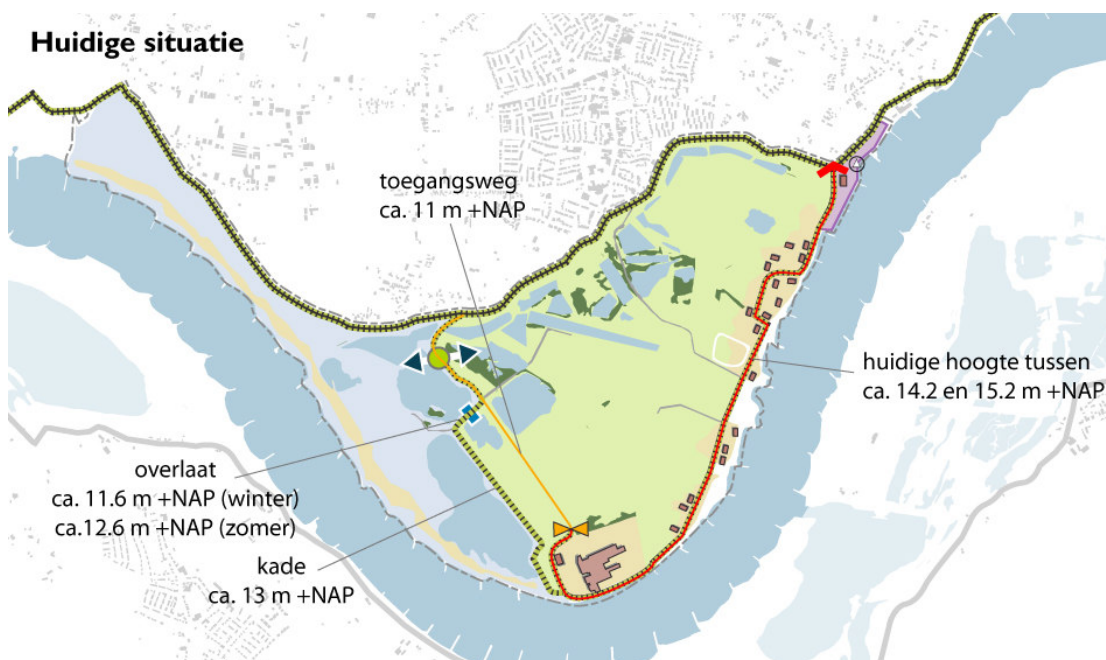 Huidige situatie
toegangsweg
ca. 11 m +NAP
huidige hoogte tussen
ca. 14.2 en 15.2 m +NAP
overlaat
ca. 11.6 m +NAP (winter)
ca.12.6 m +NAP (zomer)
kade
ca. 13 m +NAP